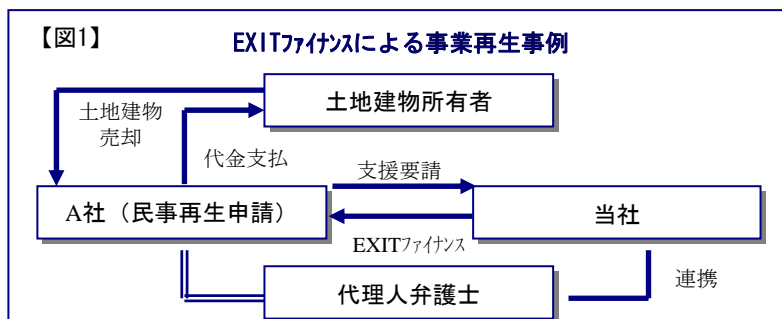 【図1】
EXITファイナンスによる事業再生事例
土地建物所有者
土地建物
売却
代金支払
支援要請
A社（民事再生申請）
当社
EXITファイナンス
連携
代理人弁護士